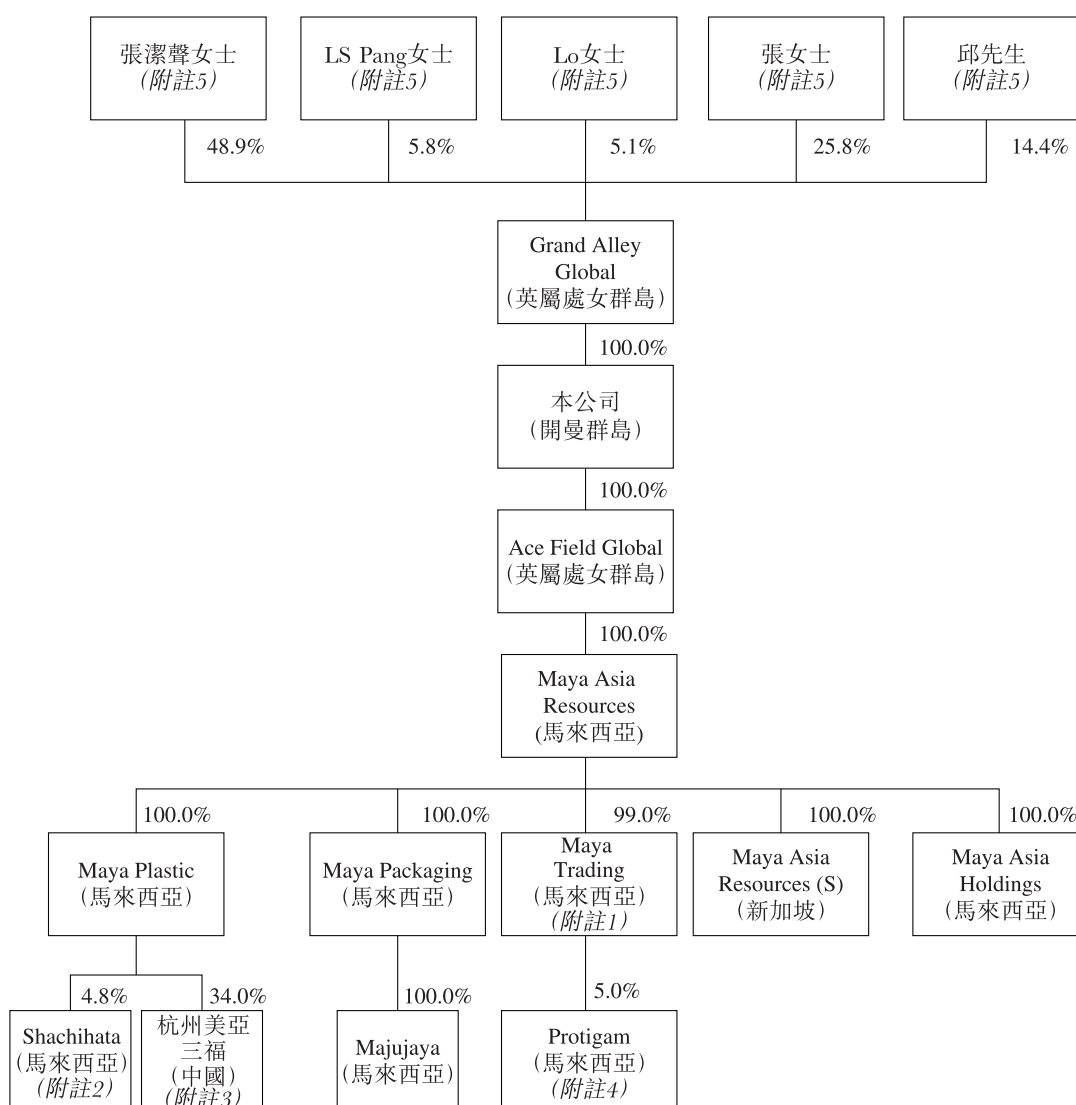 張潔聲女士
(附註5)
LS Pang女士
(附註5)
Lo女士
(附註5)
張女士
(附註5)
邱先生
(附註5)
48.9%
5.8%
5.1%
25.8%
14.4%
Grand Alley
Global
(英屬處女群島)
100.0%
本公司
(開曼群島)
100.0%
Ace Field Global
(英屬處女群島)
100.0%
Maya Asia
Resources
(馬來西亞)
100.0%
100.0%
99.0%
100.0%
100.0%
Maya Plastic
(馬來西亞)
Maya Packaging
(馬來西亞)
Maya
Trading
(馬來西亞)
(附註1)
Maya Asia
Resources (S)
(新加坡)
Maya Asia
Holdings
(馬來西亞)
4.8%
34.0%
100.0%
5.0%
Shachihata
(馬來西亞)
(附註2)
杭州美亞
三福
(中國)
(附註3)
Majujaya
(馬來西亞)
Protigam
(馬來西亞)
(附註4)